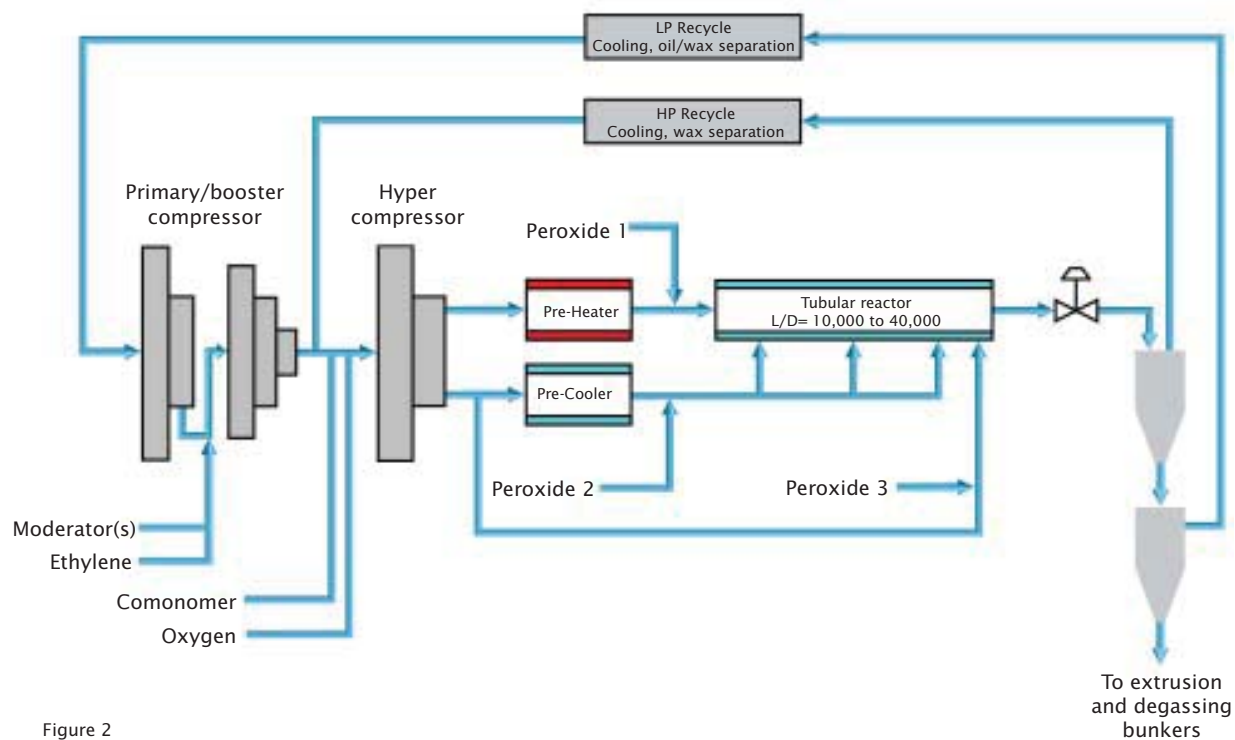 LP Recycle
Cooling, oil/wax separation
HP Recycle
Cooling, wax separation
Primary/booster
compressor
Hyper
compressor
Peroxide 1
Pre-Heater
Tubular reactor
L/D= 10,000 to 40,000
Pre-Cooler
Peroxide 2
Peroxide 3
Moderator(s)
Ethylene
Comonomer
Oxygen
To extrusion
and degassing
bunkers
Figure 2